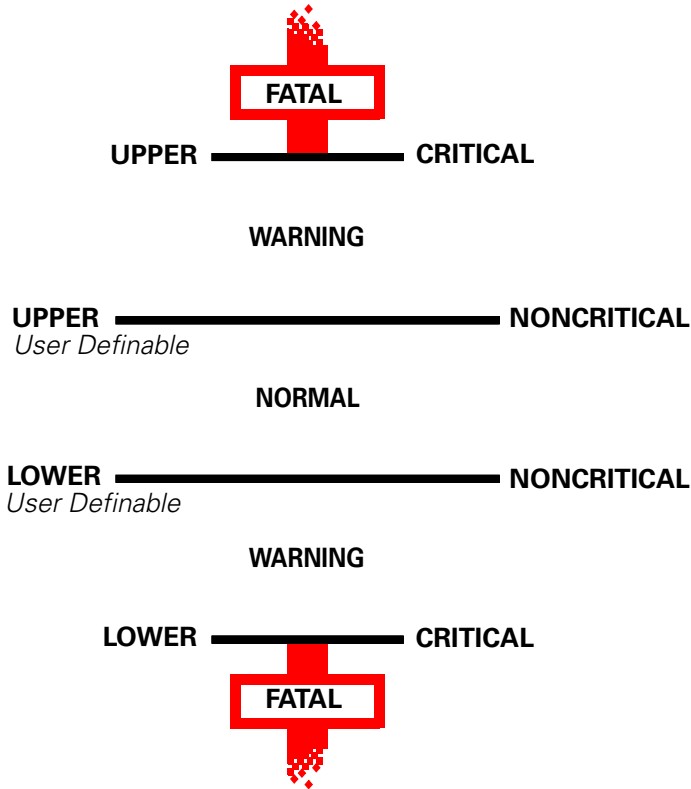 FATAL
UPPER CRITICAL
WARNING
UPPER NONCRITICAL
User Definable
NORMAL
LOWER NONCRITICAL
User Definable
WARNING
LOWER CRITICAL
FATAL